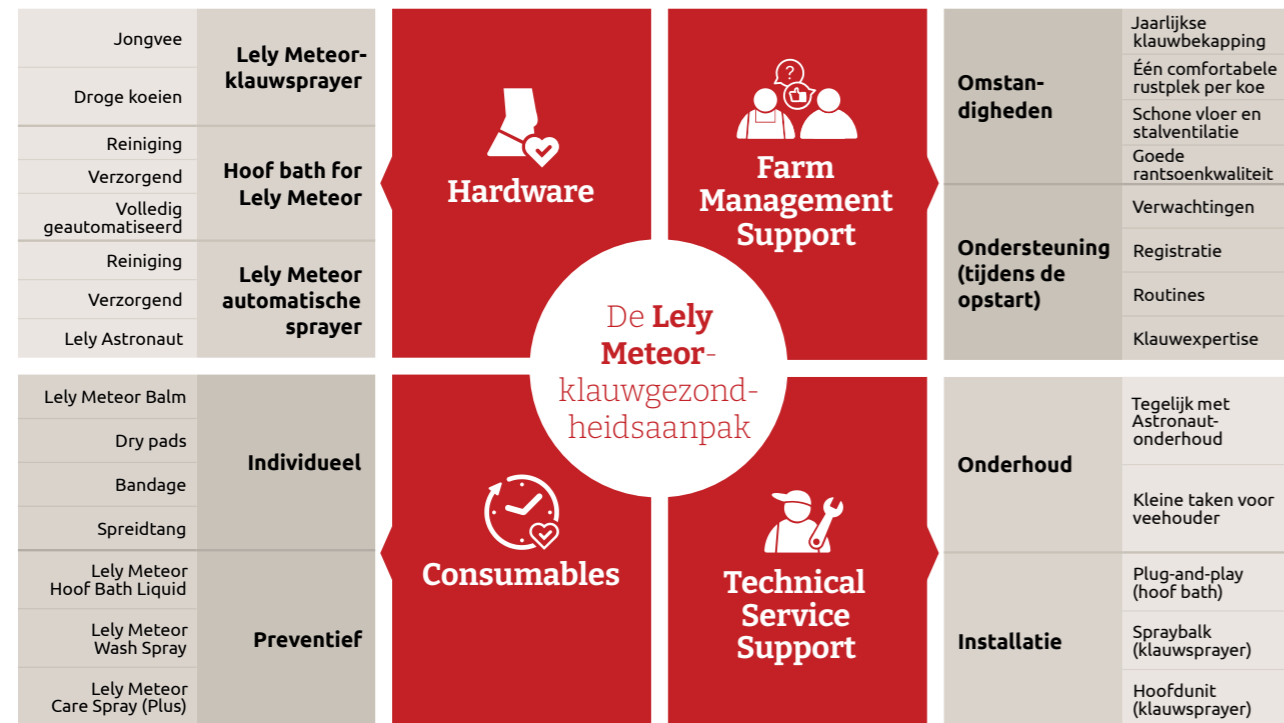 Jongvee
Droge koeien
Lely Meteor-
klauwsprayer
Reiniging
Verzorgend
Volledig
geautomatiseerd
Hoof bath for
Lely Meteor
Reiniging
Verzorgend
Lely Astronaut
Lely Meteor
automatische
sprayer
Hardware
?
Farm
Management
Support
Omstan-
digheden
Jaarlijkse
klauwbekapping
Één comfortabele
rustplek per koe
Schone vloer en
stalventilatie
Goede
rantsoenkwaliteit
Ondersteuning
(tijdens de
opstart)
Verwachtingen
Registratie
Routines
Klauwexpertise
De Lely
Meteor-
klauwgezond-
heidsaanpak
Lely Meteor Balm
Dry pads
Bandage
Spreidtang
Individueel
Lely Meteor
Hoof Bath Liquid
Lely Meteor
Wash Spray
Lely Meteor
Care Spray (Plus)
Preventief
Consumables
Technical
Service
Support
Onderhoud
Tegelijk met
Astronaut-
onderhoud
Kleine taken voor
veehouder
Installatie
Plug-and-play
(hoof bath)
Spraybalk
(klauwsprayer)
Hoofdunit
(klauwsprayer)